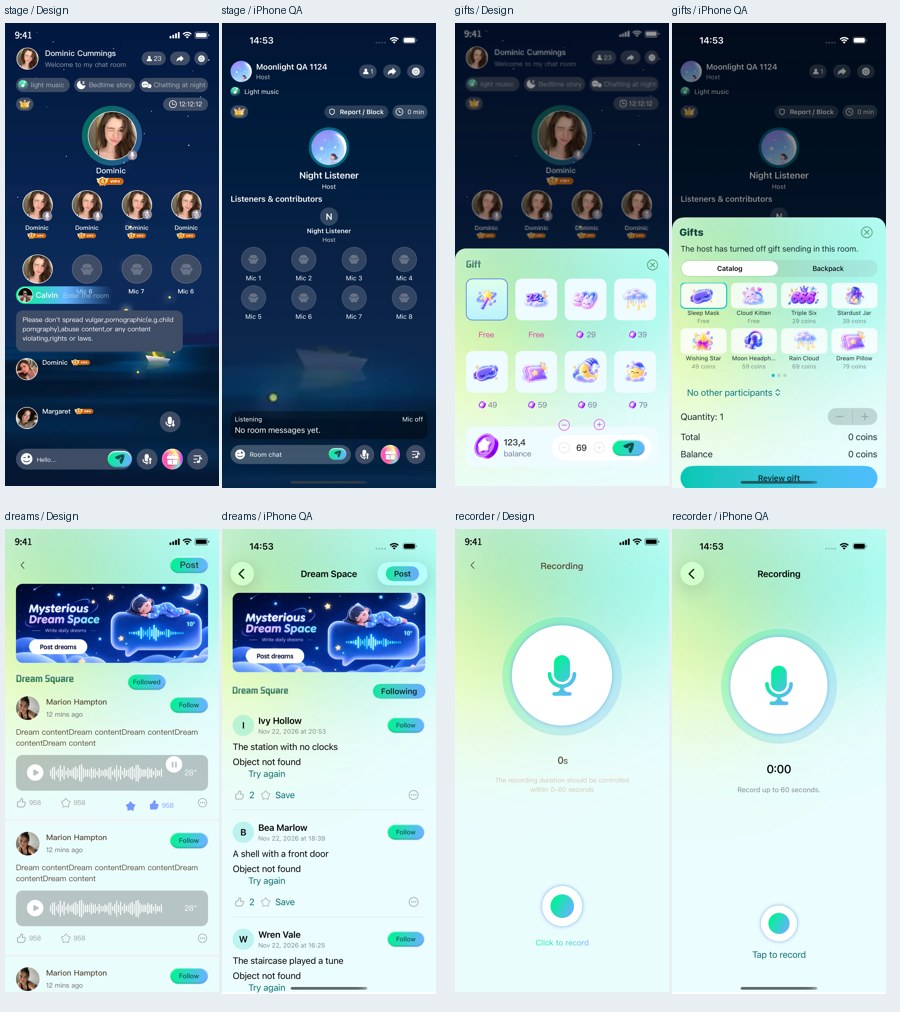 stage / Design
9:41
Dominic Cummings
Welcome to my chat room
23
light music
Bedtime story
Chatting at night
12:12:12
Dominic
Dominic
Dominic
Dominic
Dominic
Mic 6
Mic 7
Mic 8
Calvin
Enter the room
Please don't spread vulgar,pornographic(e.g.child
porngraphy),abuse content,or any content
violating,rights or laws.
Dominic
Margaret
Hello...
stage / iPhone QA
14:53
Moonlight QA 1124
Host
1
Light music
Report / Block
0 min
Night Listener
Host
Listeners & contributors
N
Night Listener
Host
Mic 1
Mic 2
Mic 3
Mic 4
Mic 5
Mic 6
Mic 7
Mic 8
Listening
Mic off
No room messages yet.
Room chat
gifts / Design
9:41
Dominic Cummings
Welcome to my chat room
23
light music
Bedtime story
Chatting at night
12:12:12
Dominic
Dominic
Dominic
Dominic
Dominic
Gift
Free
Free
29
39
49
59
69
79
123,4
balance
69
gifts / iPhone QA
14:53
Moonlight QA 1124
Host
1
Light music
Report / Block
0 min
Night Listener
Host
Listeners & contributors
N
Gifts
The host has turned off gift sending in this room.
Catalog
Backpack
Sleep Mask
Free
Cloud Kitten
Free
Triple Six
29 coins
Stardust Jar
39 coins
Wishing Star
49 coins
Moon Headph...
59 coins
Rain Cloud
69 coins
Dream Pillow
79 coins
No other participants
Quantity: 1
Total
0 coins
Balance
0 coins
Review gift
dreams / Design
9:41
Post
Mysterious
Dream Space
Write daily dreams
Post dreams
10"
Dream Square
Followed
Marion Hampton
12 mins ago
Follow
Dream contentDream contentDream contentDream
contentDream content
28"
958
958
958
Marion Hampton
12 mins ago
Follow
Dream contentDream contentDream contentDream
contentDream content
28"
958
958
Marion Hampton
12 mins ago
Follow
dreams / iPhone QA
14:53
Dream Space
Post
Mysterious
Dream Space
Write daily dreams
Post dreams
10"
Dream Square
Following
I
Ivy Hollow
Nov 22, 2026 at 20:53
Follow
The station with no clocks
Object not found
Try again
2
Save
B
Bea Marlow
Nov 22, 2026 at 18:39
Follow
A shell with a front door
Object not found
Try again
2
Save
W
Wren Vale
Nov 22, 2026 at 16:25
Follow
The staircase played a tune
Object not found
Try again
recorder / Design
9:41
Recording
0s
The recording duration should be controlled
within 0-60 seconds
Click to record
recorder / iPhone QA
14:53
Recording
0:00
Record up to 60 seconds.
Tap to record